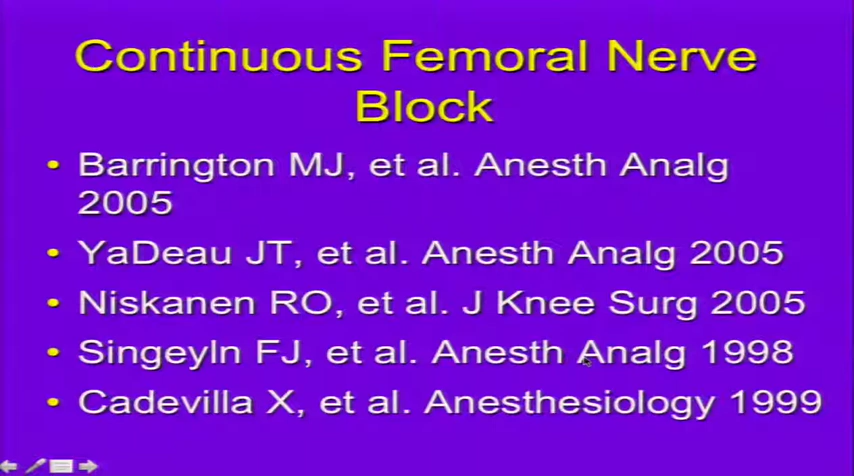 Continuous Femoral Nerve
Block
• Barrington MJ, et al. Anesth Analg
2005
• YaDeau JT, et al. Anesth Analg 2005
• Niskanen RO, et al. J Knee Surg 2005
• Singeyln FJ, et al. Anesth Analg 1998
• Cadevilla X, et al. Anesthesiology 1999